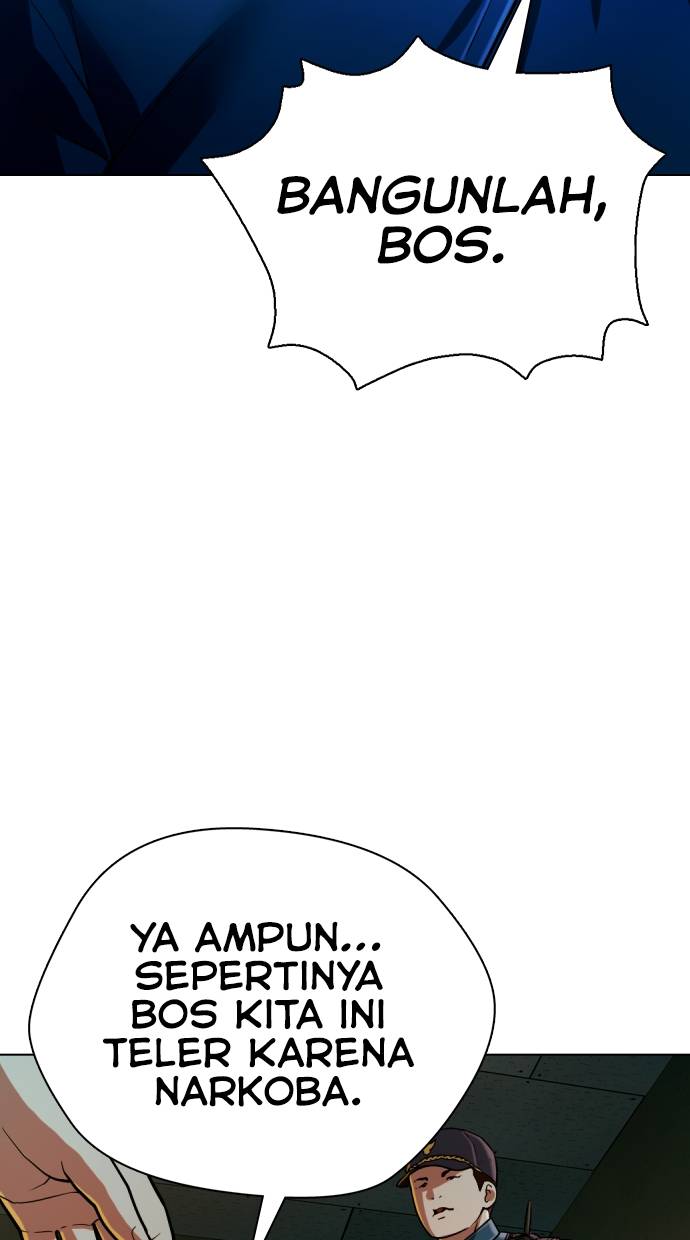 BANGUNLAH,
BOS.
YA AMPUN...
SEPERTINYA
BOS KITA INI
TELER KARENA
NARKOBA.